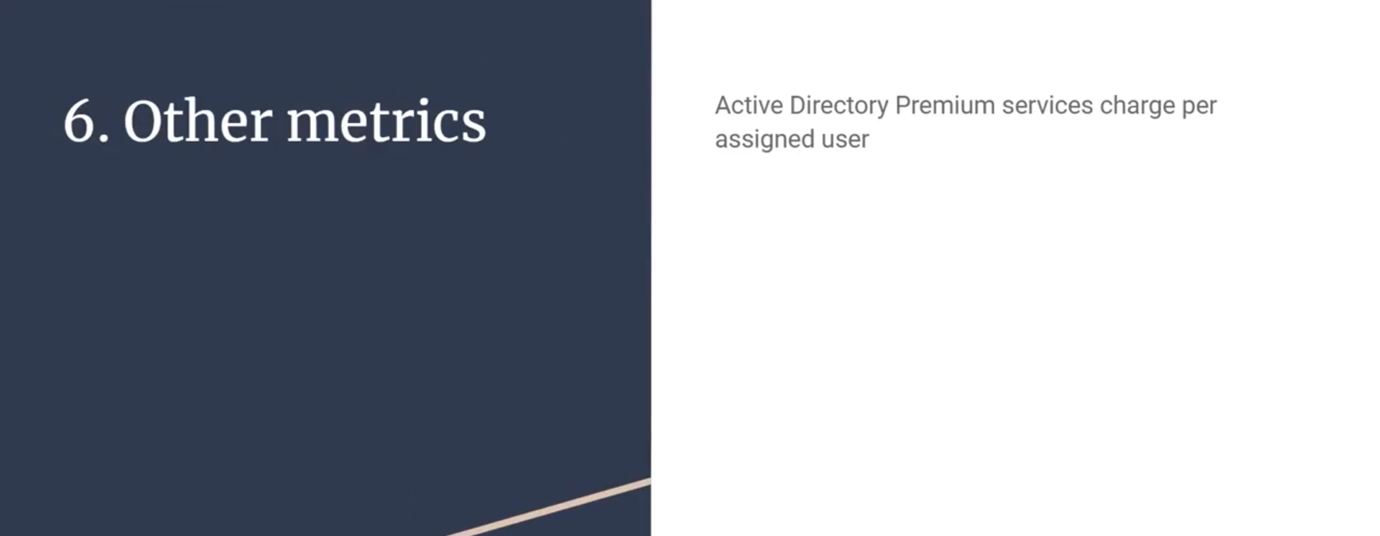 6. Other metrics
Active Directory Premium services charge per
assigned user